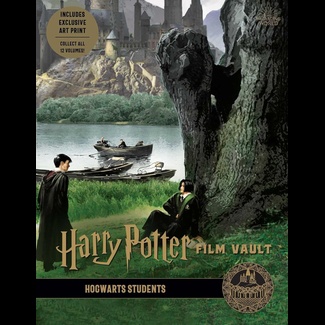 INCLUDES
EXCLUSIVE
ART PRINT
COLLECT ALL
12 VOLUMES!
Harry Potter
FILM VAULT
HOGWARTS STUDENTS